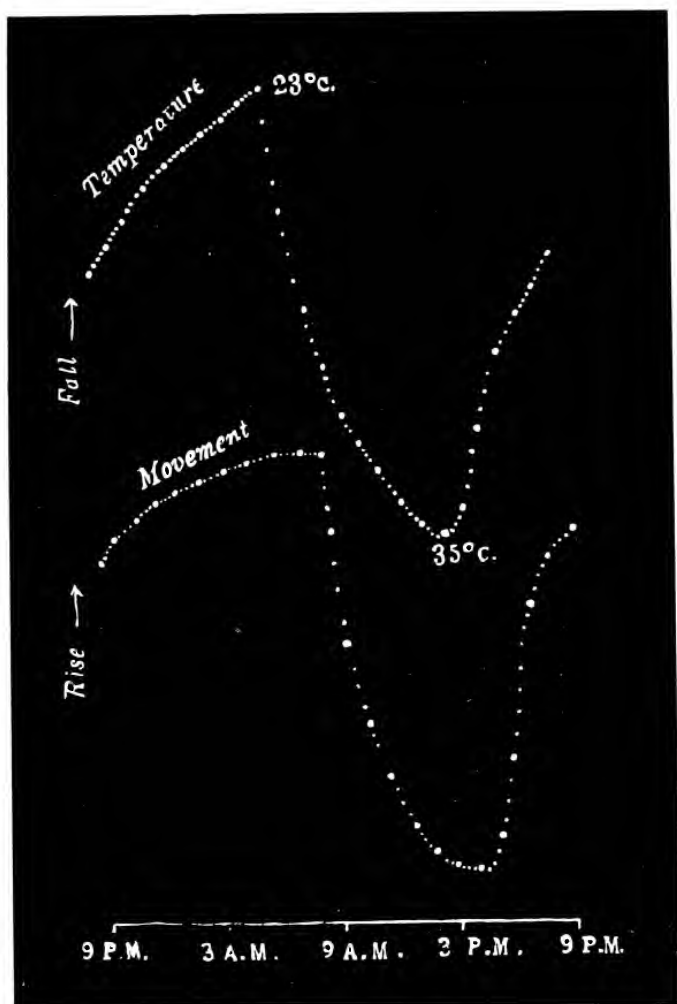 23°C.
Temperature
Fall →
Movement
35°C.
Rise →
9 P.M. 3 A.M. 9 A.M. 3 P.M. 9 P.M.